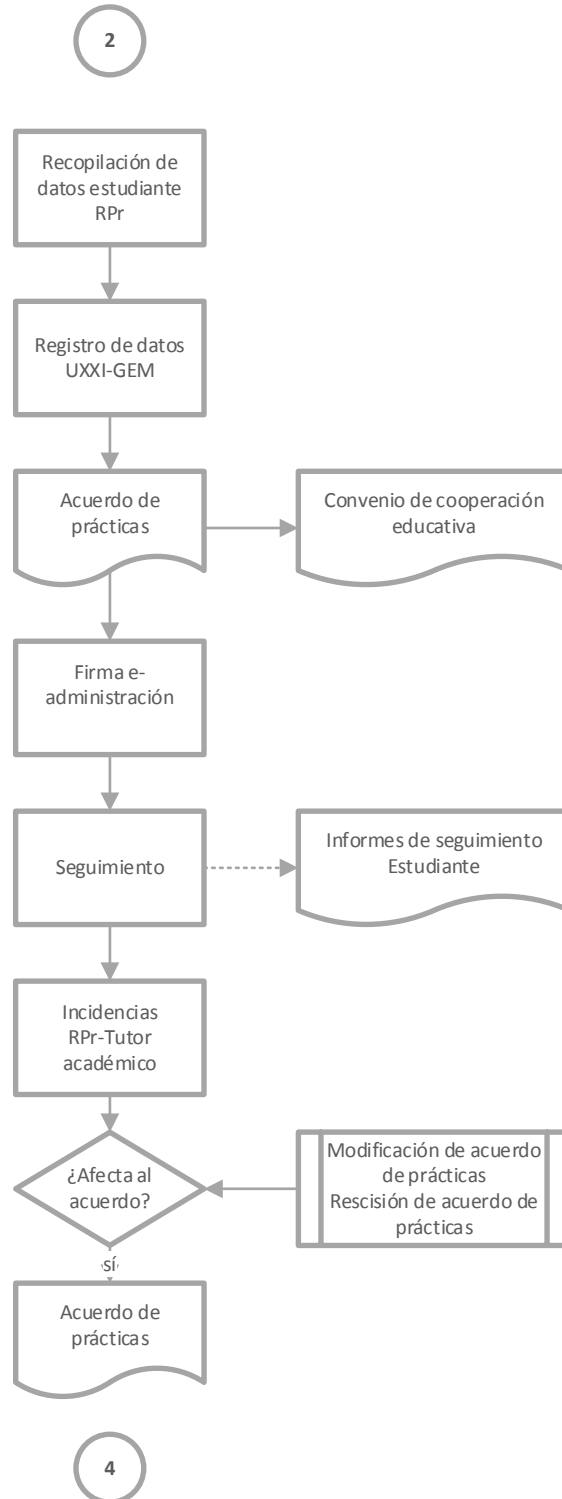 2
Recopilación de
datos estudiante
RPr
Registro de datos
UXXI-GEM
Acuerdo de
prácticas
Convenio de cooperación
educativa
Firma e-
administración
Seguimiento
Informes de seguimiento
Estudiante
Incidencias
RPr-Tutor
académico
¿Afecta al
acuerdo?
Modificación de acuerdo
de prácticas
Rescisión de acuerdo de
prácticas
sí
Acuerdo de
prácticas
4